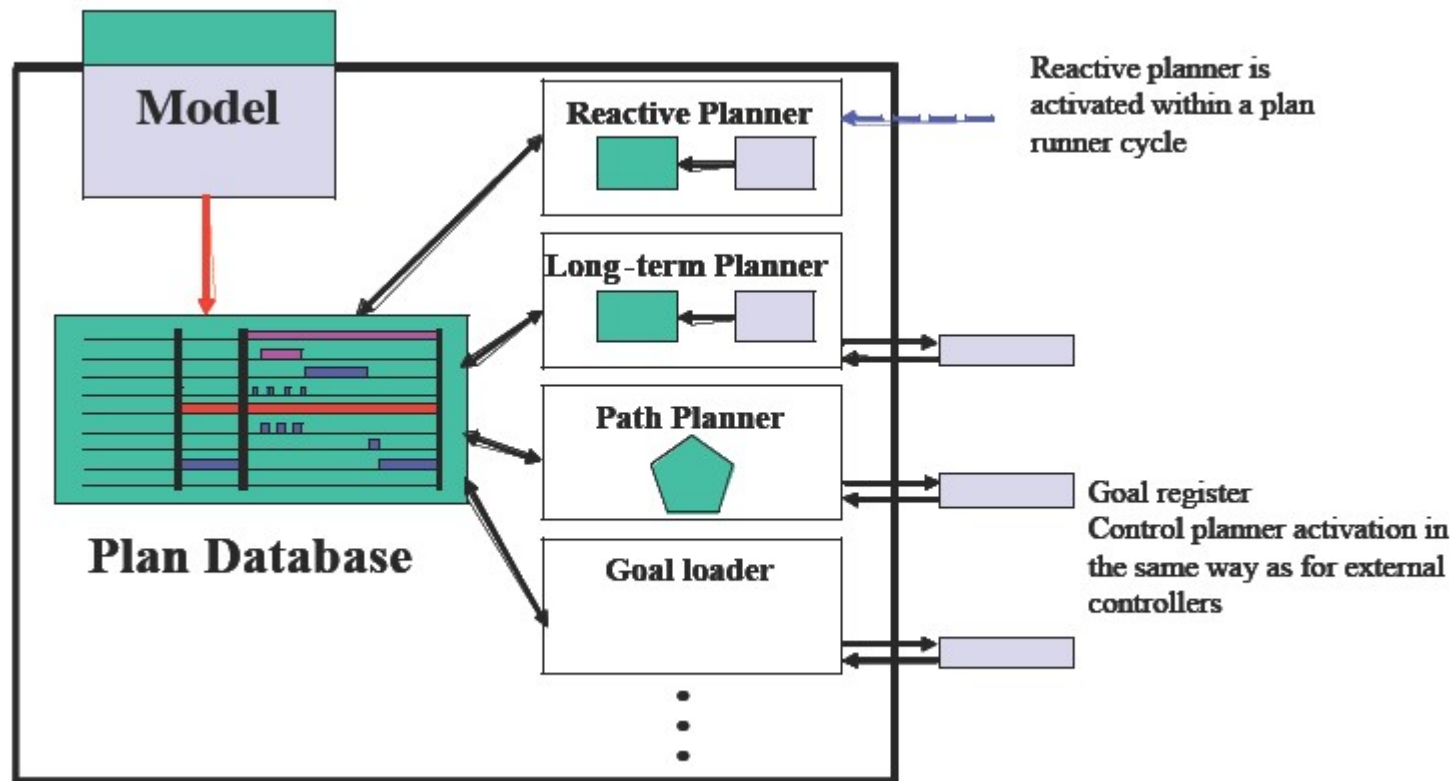 Model
Reactive Planner
Reactive planner is
activated within a plan
runner cycle
Long-term Planner
Path Planner
Plan Database
Goal loader
Goal register
Control planner activation in
the same way as for external
controllers